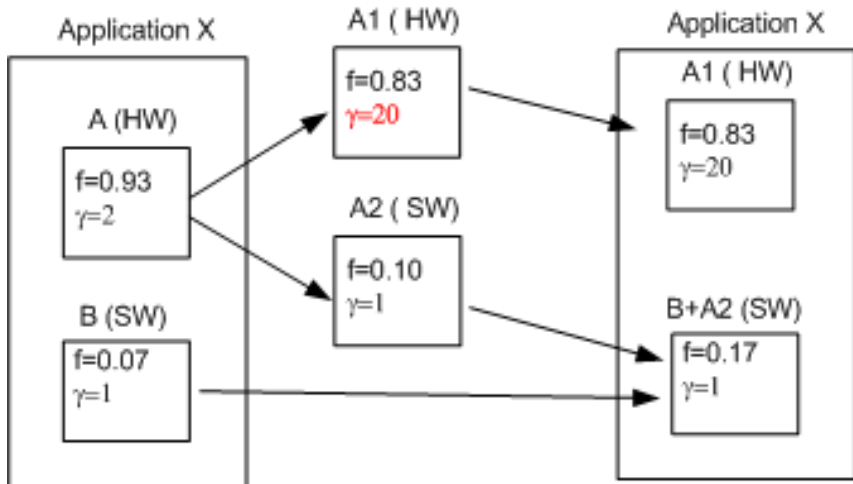 Application X
A (HW)
f=0.93
γ=2
B (SW)
f=0.07
γ=1
A1 ( HW)
f=0.83
γ=20
A2 ( SW)
f=0.10
γ=1
Application X
A1 ( HW)
f=0.83
γ=20
B+A2 (SW)
f=0.17
γ=1